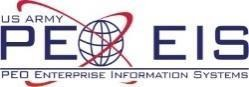 US ARMY
PEO EIS
PEO ENTERPRISE INFORMATION SYSTEMS